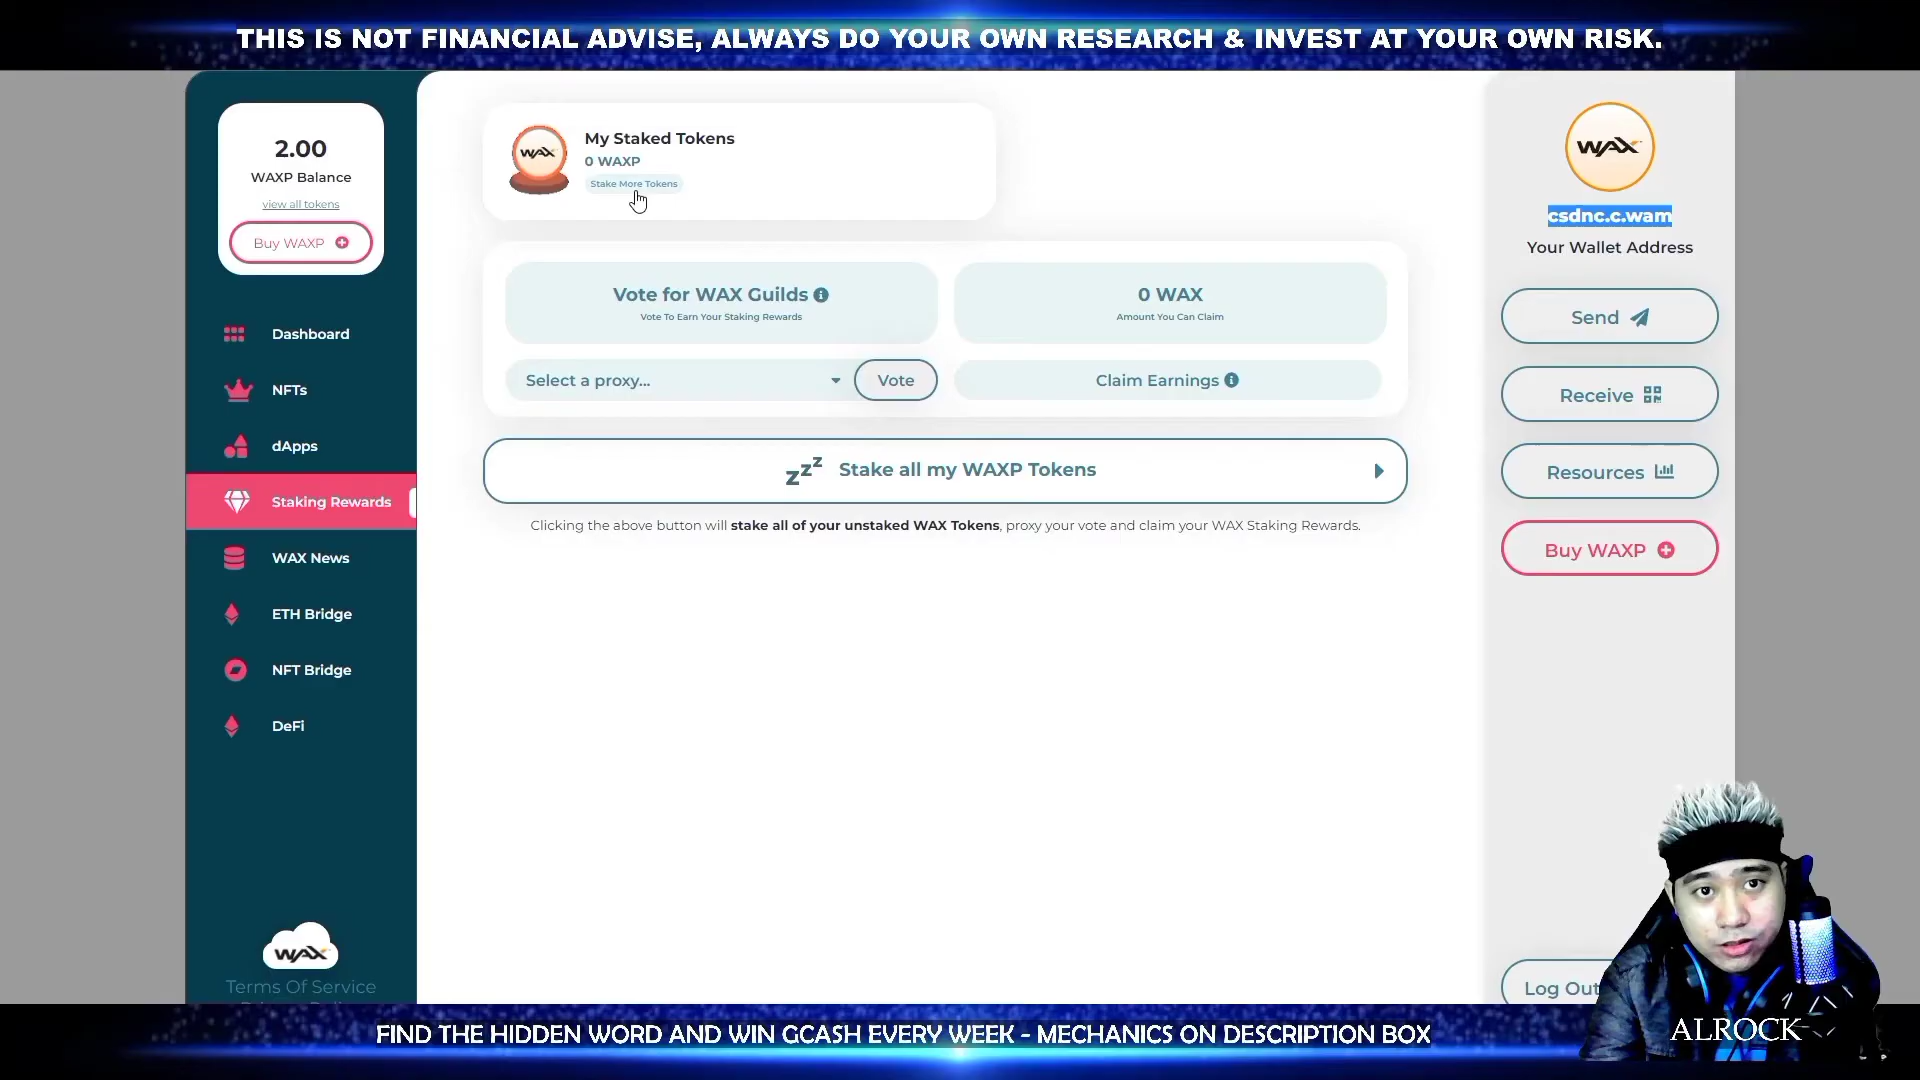 THIS IS NOT FINANCIAL ADVISE, ALWAYS DO YOUR OWN RESEARCH & INVEST AT YOUR OWN RISK.
2.00
WAXP Balance
view all tokens
Buy WAXP
Dashboard
NFTs
dApps
Staking Rewards
WAX News
ETH Bridge
NFT Bridge
DeFi
WAX
Terms Of Service
WAX
My Staked Tokens
0 WAXP
Stake More Tokens
Vote for WAX Guilds
Vote To Earn Your Staking Rewards
0 WAX
Amount You Can Claim
Select a proxy...
Vote
Claim Earnings
zzz Stake all my WAXP Tokens
Clicking the above button will stake all of your unstaked WAX Tokens, proxy your vote and claim your WAX Staking Rewards.
WAX
csdnc.c.wam
Your Wallet Address
Send
Receive
Resources
Buy WAXP
Log Out
ALROCK
FIND THE HIDDEN WORD AND WIN GCASH EVERY WEEK - MECHANICS ON DESCRIPTION BOX